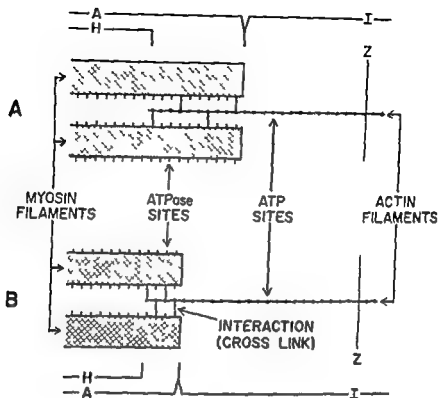 A
I
H
Z
A
MYOSIN FILAMENTS
ATPase SITES
ATP SITES
ACTIN FILAMENTS
B
INTERACTION (CROSS LINK)
Z
H
A
I